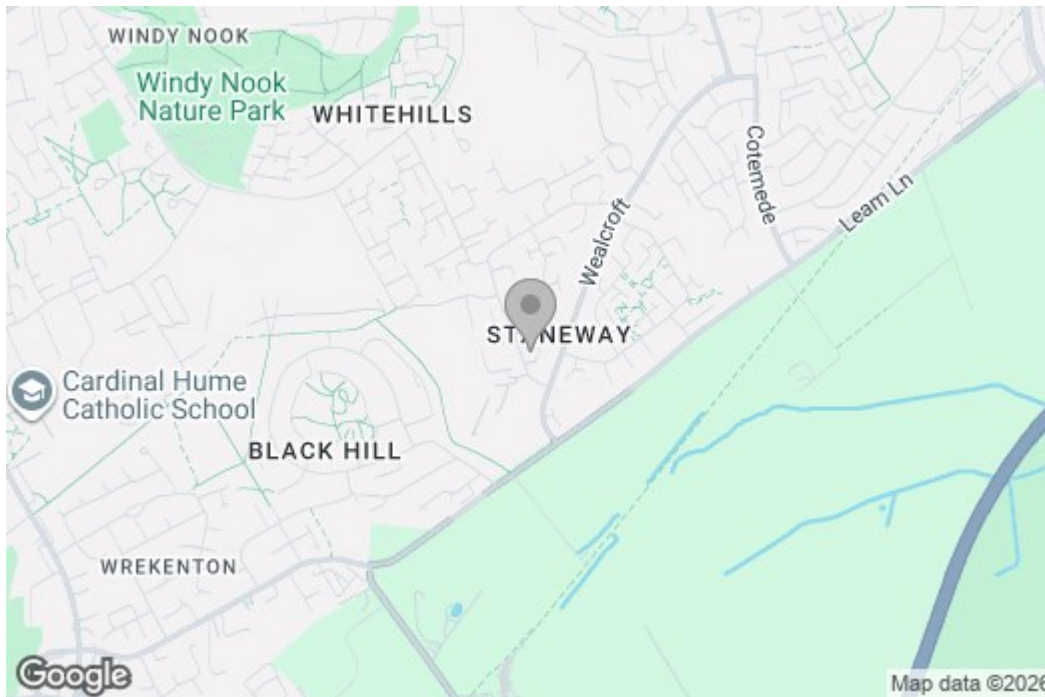 WINDY NOOK
Windy Nook
Nature Park
WHITEHILLS
Cotemede
Leam Ln
Wealcroft
STANEWAY
Cardinal Hume
Catholic School
BLACK HILL
WREKENTON
Google
Map data ©2026